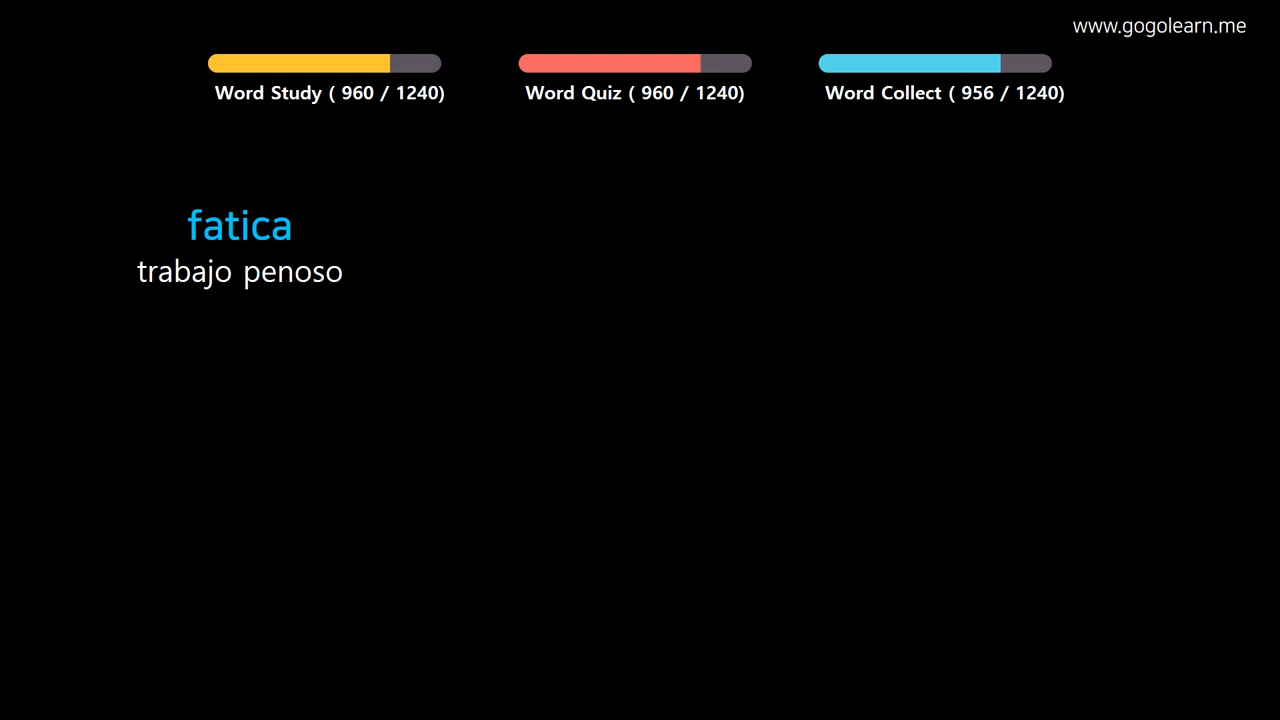 www.gogolearn.me
Word Study ( 960 / 1240)
Word Quiz ( 960 / 1240)
Word Collect ( 956 / 1240)
fatica
trabajo penoso